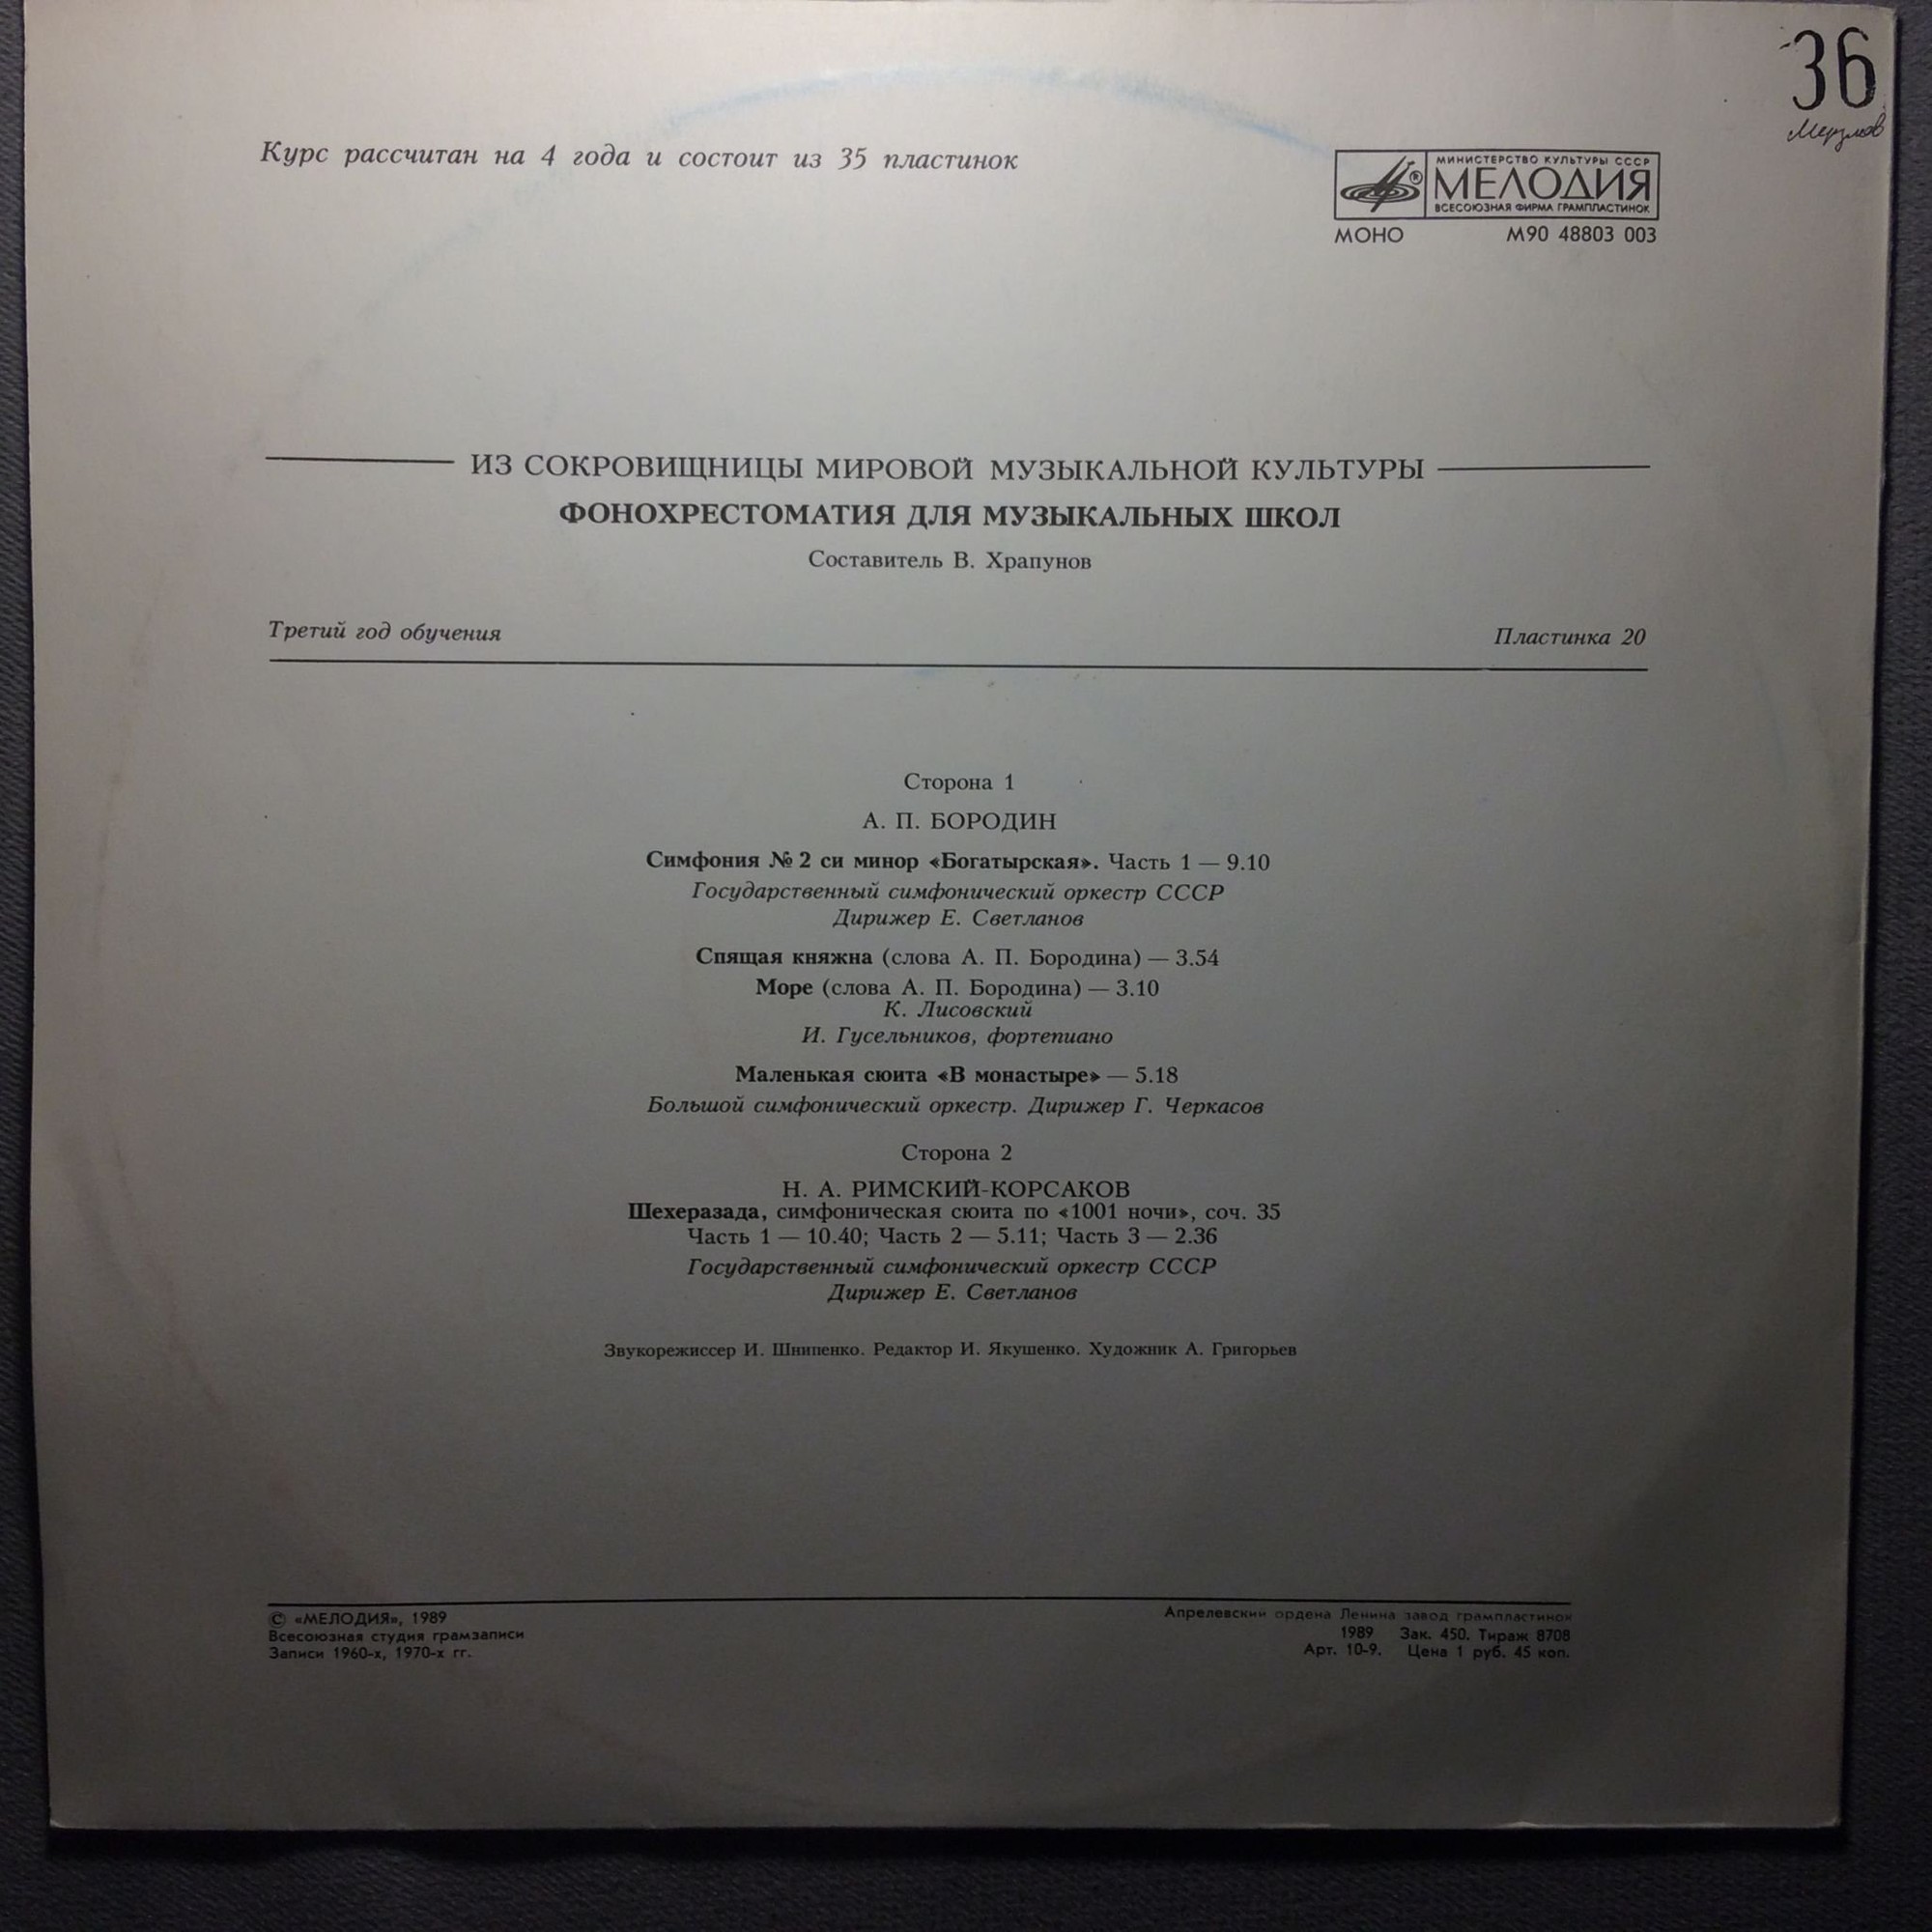 36
Мерзлов
Курс рассчитан на 4 года и состоит из 35 пластинок
МИНИСТЕРСТВО КУЛЬТУРЫ СССР
® МЕЛОДИЯ
ВСЕСОЮЗНАЯ ФИРМА ГРАМПЛАСТИНОК
МОНО М90 48803 003
ИЗ СОКРОВИЩНИЦЫ МИРОВОЙ МУЗЫКАЛЬНОЙ КУЛЬТУРЫ
ФОНОХРЕСТОМАТИЯ ДЛЯ МУЗЫКАЛЬНЫХ ШКОЛ
Составитель В. Храпунов
Третий год обучения Пластинка 20
Сторона 1
А. П. БОРОДИН
Симфония № 2 си минор «Богатырская». Часть 1 — 9.10
Государственный симфонический оркестр СССР
Дирижер Е. Светланов
Спящая княжна (слова А. П. Бородина) — 3.54
Море (слова А. П. Бородина) — 3.10
К. Лисовский
И. Гусельников, фортепиано
Маленькая сюита «В монастыре» — 5.18
Большой симфонический оркестр. Дирижер Г. Черкасов
Сторона 2
Н. А. РИМСКИЙ-КОРСАКОВ
Шехеразада, симфоническая сюита по «1001 ночи», соч. 35
Часть 1 — 10.40; Часть 2 — 5.11; Часть 3 — 2.36
Государственный симфонический оркестр СССР
Дирижер Е. Светланов
Звукорежиссер И. Шнипенко. Редактор И. Якушенко. Художник А. Григорьев
© «МЕЛОДИЯ», 1989
Всесоюзная студия грамзаписи
Записи 1960-х, 1970-х гг.
Апрелевский ордена Ленина завод грампластинок
1989 Зак. 450. Тираж 8708
Арт. 10-9. Цена 1 руб. 45 коп.